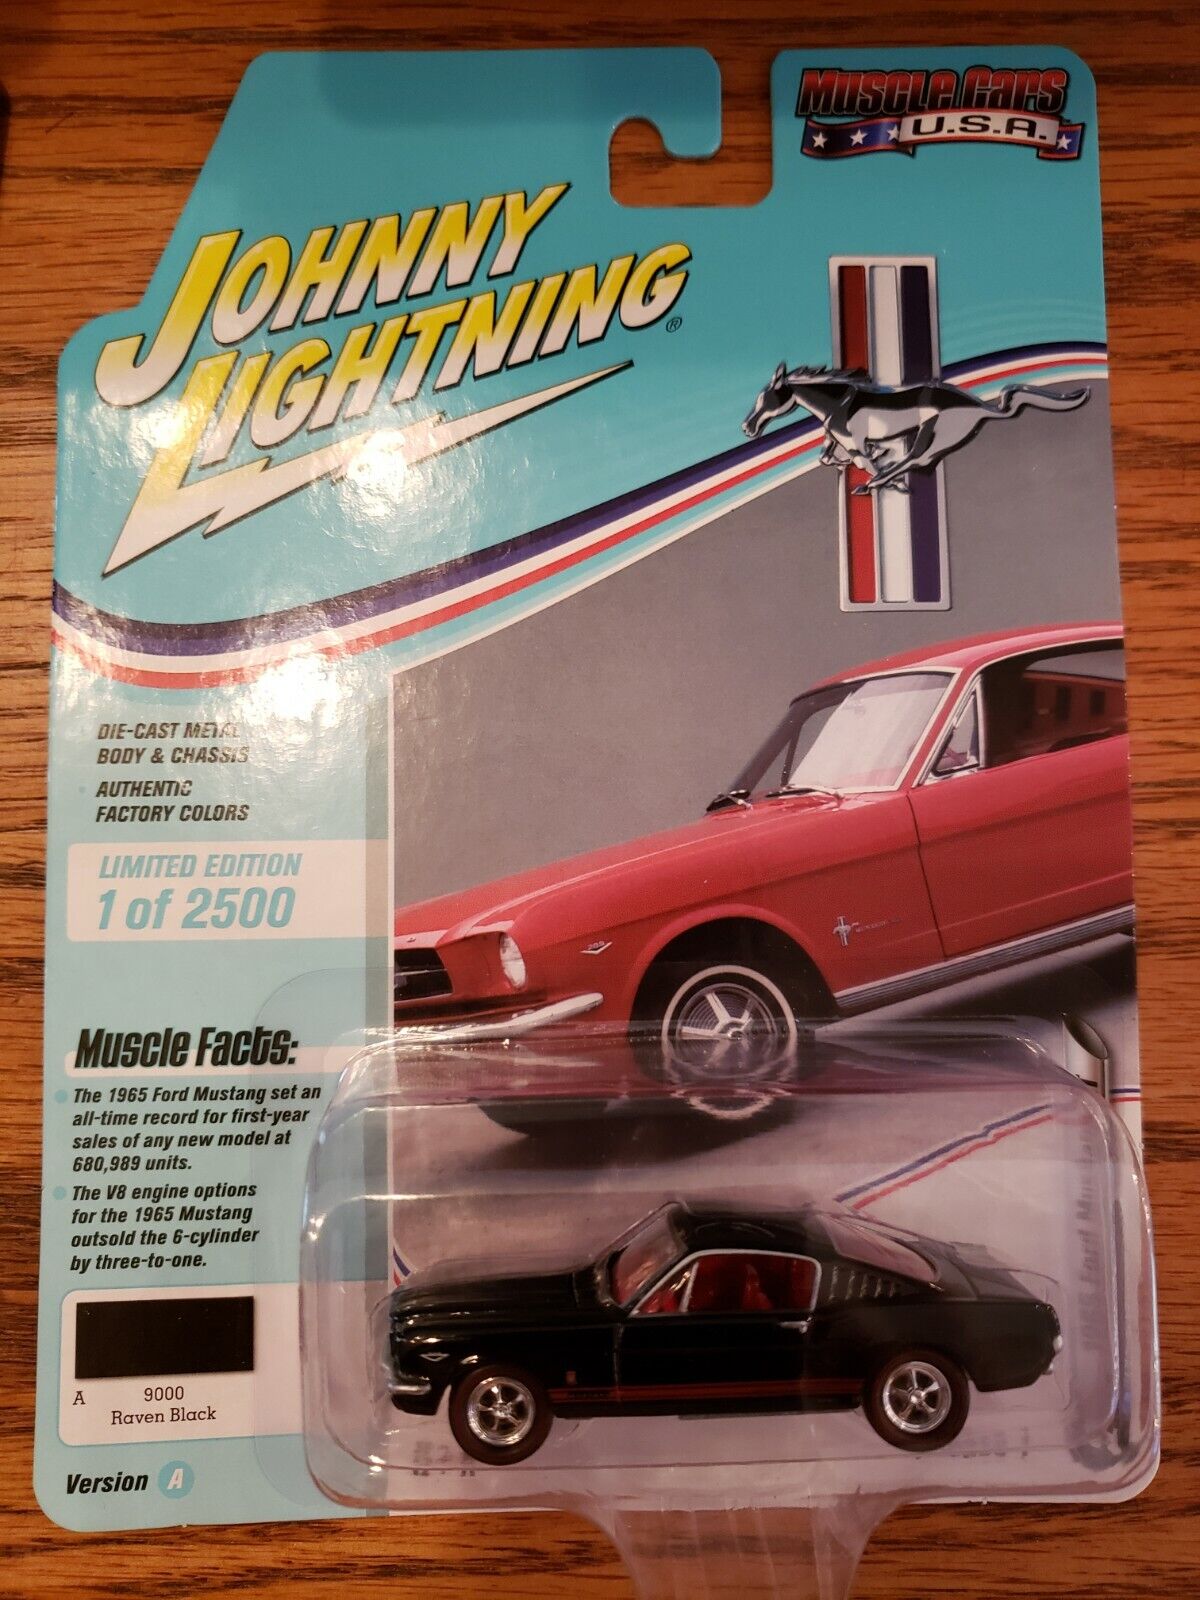 Muscle Cars
U.S.A.
JOHNNY
LIGHTNING®
DIE-CAST METAL
BODY & CHASSIS
AUTHENTIC
FACTORY COLORS
LIMITED EDITION
1 of 2500
289
Muscle Facts:
The 1965 Ford Mustang set an
all-time record for first-year
sales of any new model at
680,989 units.
The V8 engine options
for the 1965 Mustang
outsold the 6-cylinder
by three-to-one.
A 9000
Raven Black
Version A